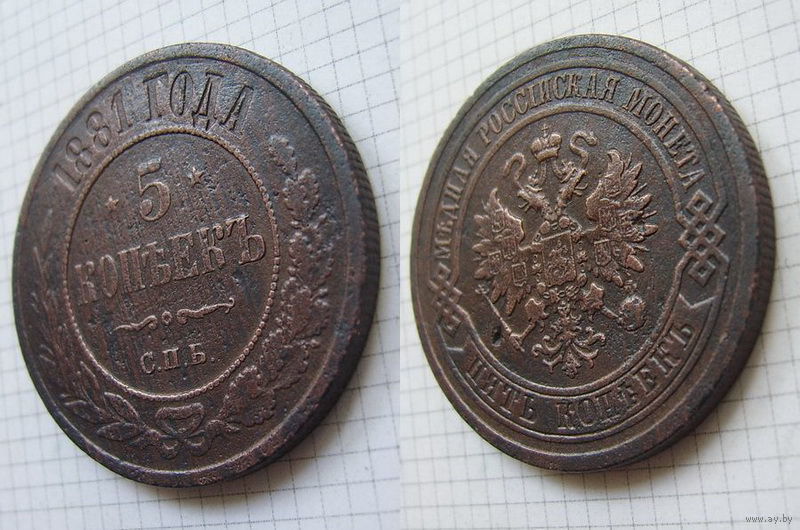 1881 ГОДА
5
КОПѢЕКЪ
С.П.Б.
МѢДНАЯ РОССІЙСКАЯ МОНЕТА
ПЯТЬ КОПѢЕКЪ
www.ay.by